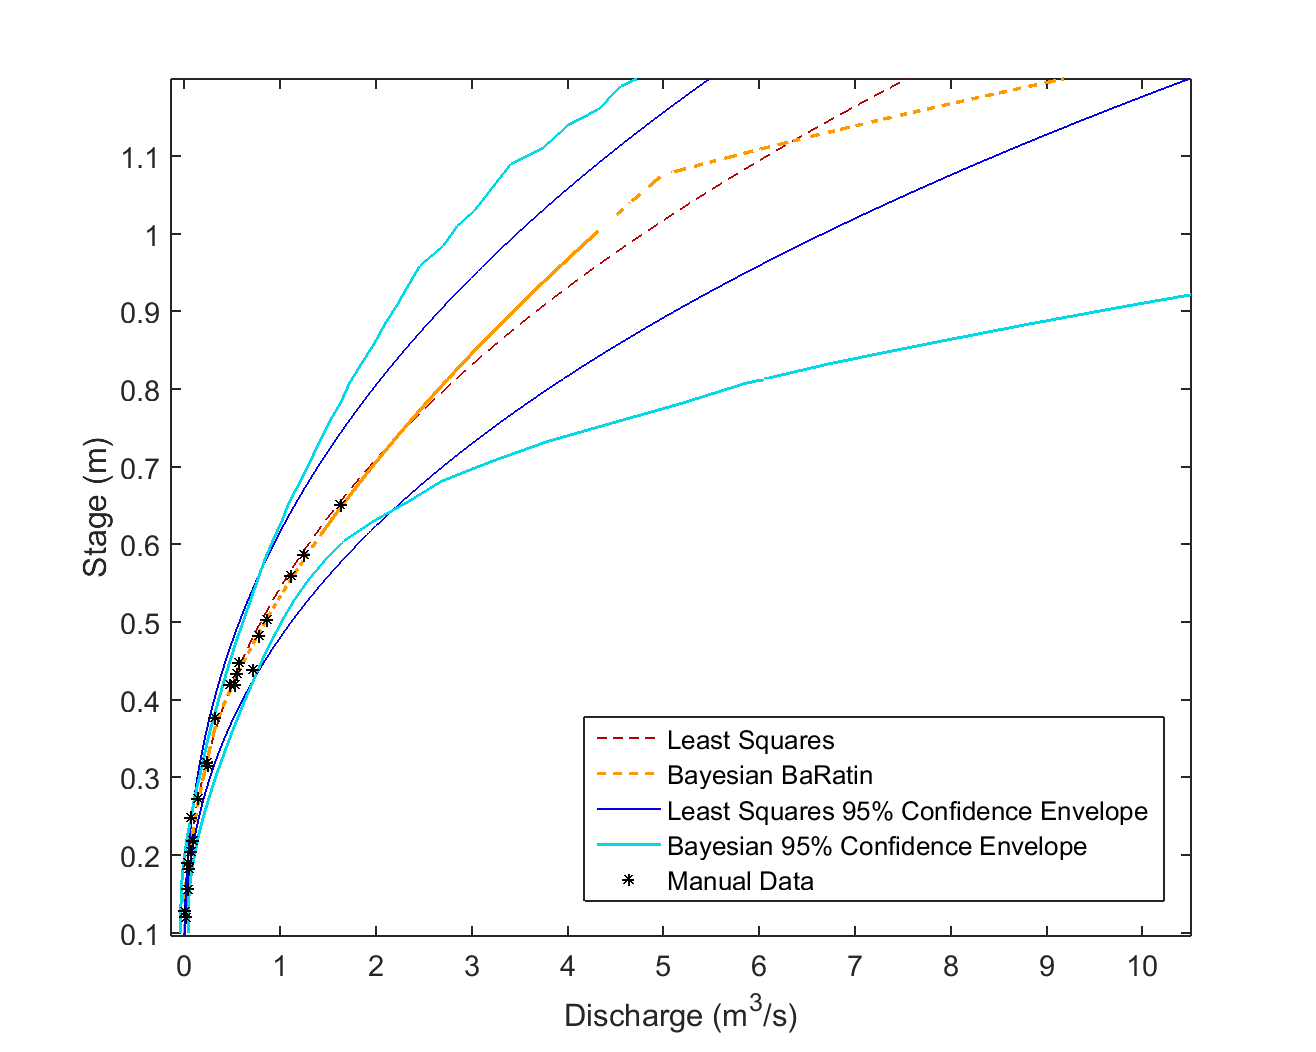 1.1
1
0.9
0.8
0.7
0.6
0.5
0.4
0.3
0.2
0.1
Stage (m)
Least Squares
Bayesian BaRatin
Least Squares 95% Confidence Envelope
Bayesian 95% Confidence Envelope
Manual Data
0 1 2 3 4 5 6 7 8 9 10
Discharge (m³/s)